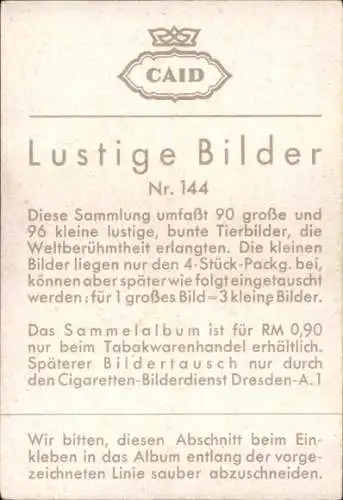 CAID
Lustige Bilder
Nr. 144
Diese Sammlung umfaßt 90 große und
96 kleine lustige, bunte Tierbilder, die
Weltberühmtheit erlangten. Die kleinen
Bilder liegen nur den 4-Stück-Packg. bei,
können aber später wie folgt eingetauscht
werden: für 1 großes Bild=3 kleine Bilder.
Das Sammelalbum ist für RM 0,90
nur beim Tabakwarenhandel erhältlich.
Späterer Bildertausch nur durch
den Cigaretten-Bilderdienst Dresden-A.1
Wir bitten, diesen Abschnitt beim Ein-
kleben in das Album entlang der vorge-
zeichneten Linie sauber abzuschneiden.